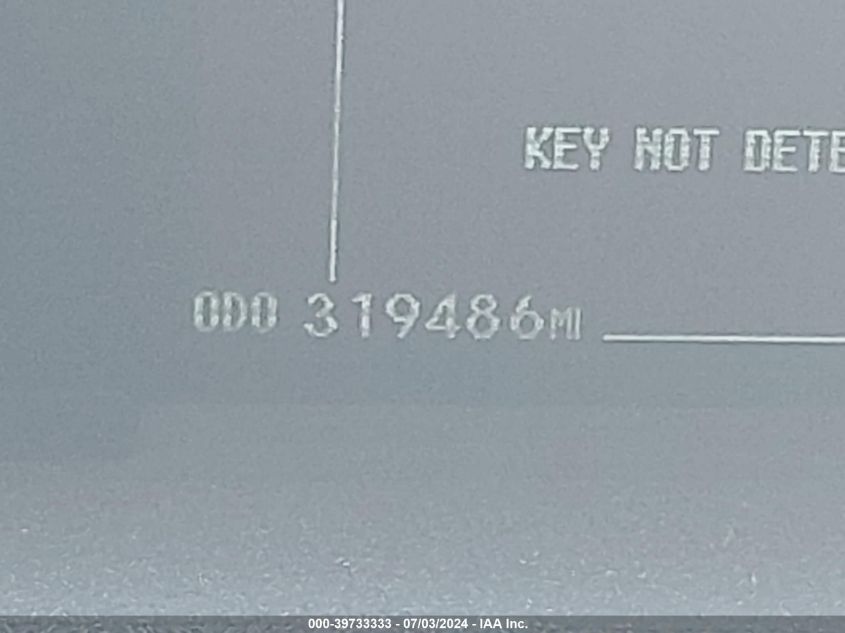 KEY NOT DETE
ODO 319486MI
000-39733333 - 07/03/2024 - IAA Inc.